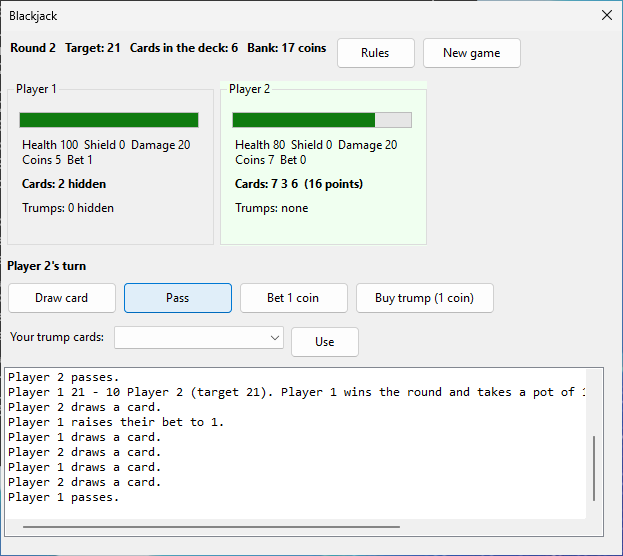 Blackjack
Round 2 Target: 21 Cards in the deck: 6 Bank: 17 coins
Rules
New game
Player 1
Health 100 Shield 0 Damage 20
Coins 5 Bet 1
Cards: 2 hidden
Trumps: 0 hidden
Player 2
Health 80 Shield 0 Damage 20
Coins 7 Bet 0
Cards: 7 3 6 (16 points)
Trumps: none
Player 2's turn
Draw card
Pass
Bet 1 coin
Buy trump (1 coin)
Your trump cards:
Use
Player 2 passes.
Player 1 21 - 10 Player 2 (target 21). Player 1 wins the round and takes a pot of
Player 2 draws a card.
Player 1 raises their bet to 1.
Player 1 draws a card.
Player 2 draws a card.
Player 1 draws a card.
Player 2 draws a card.
Player 1 passes.